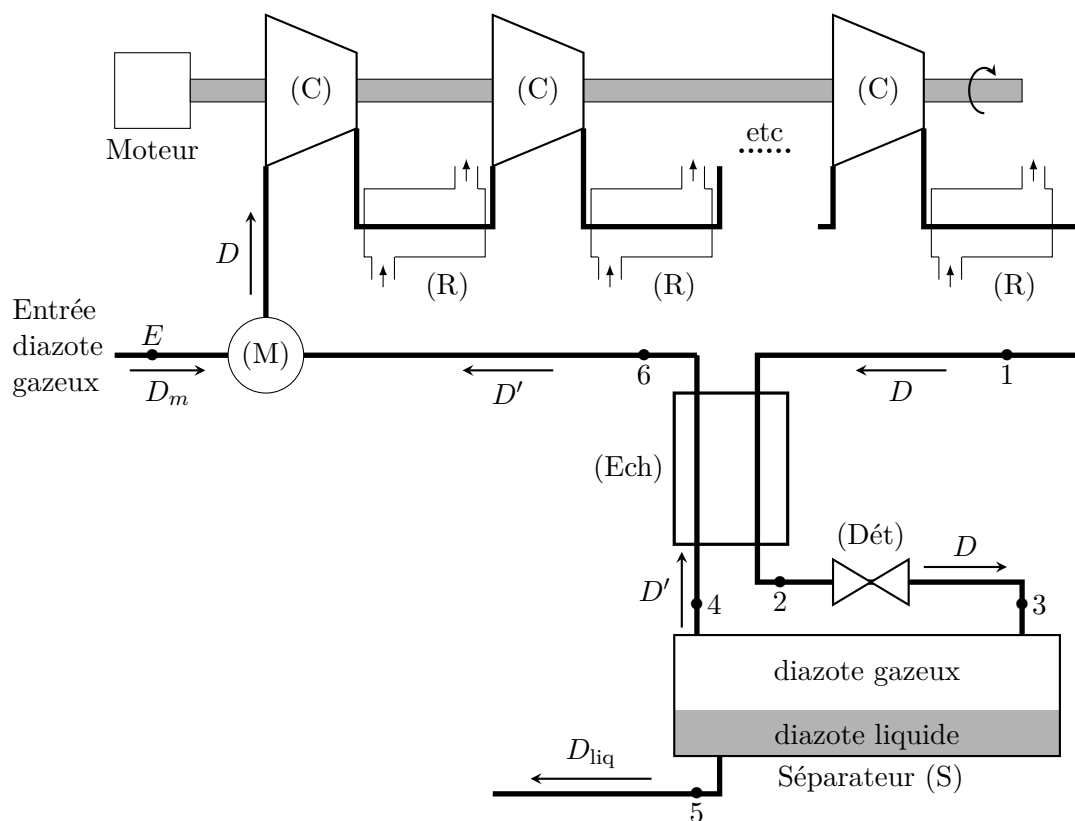 (C)
(C)
(C)
Moteur
etc
......
D
(R)
(R)
(R)
Entrée
diazote
gazeux
E
(M)
D_m
D'
6
D
1
(Ech)
(Dét)
D
D'
4
2
3
diazote gazeux
diazote liquide
D_liq
Séparateur (S)
5